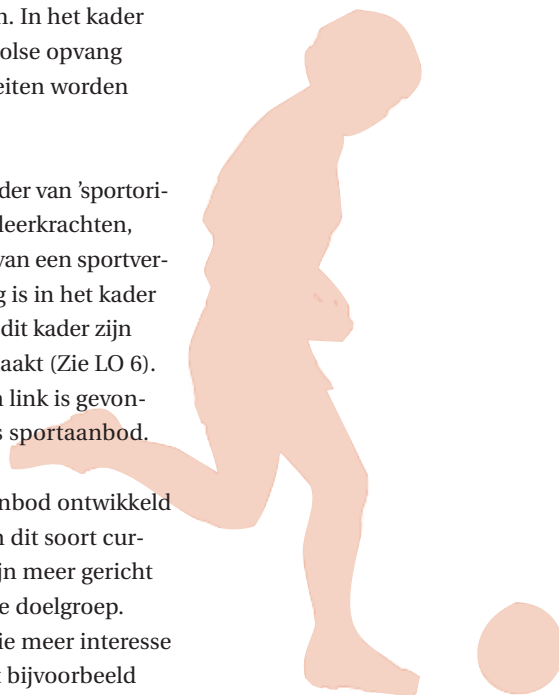 n. In het kader
olse opvang
eiten worden
der van 'sportori-
leerkrachten,
van een sportver-
g is in het kader
dit kader zijn
aakt (Zie LO 6).
n link is gevon-
s sportaanbod.
anbod ontwikkeld
n dit soort cur-
ijn meer gericht
e doelgroep.
ie meer interesse
t bijvoorbeeld